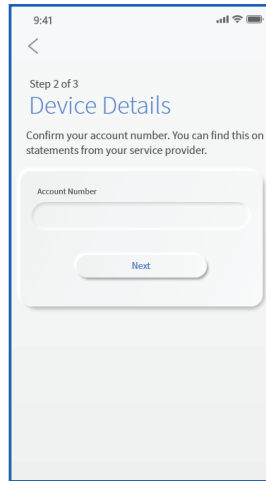 9:41
Step 2 of 3
Device Details
Confirm your account number. You can find this on
statements from your service provider.
Account Number
Next